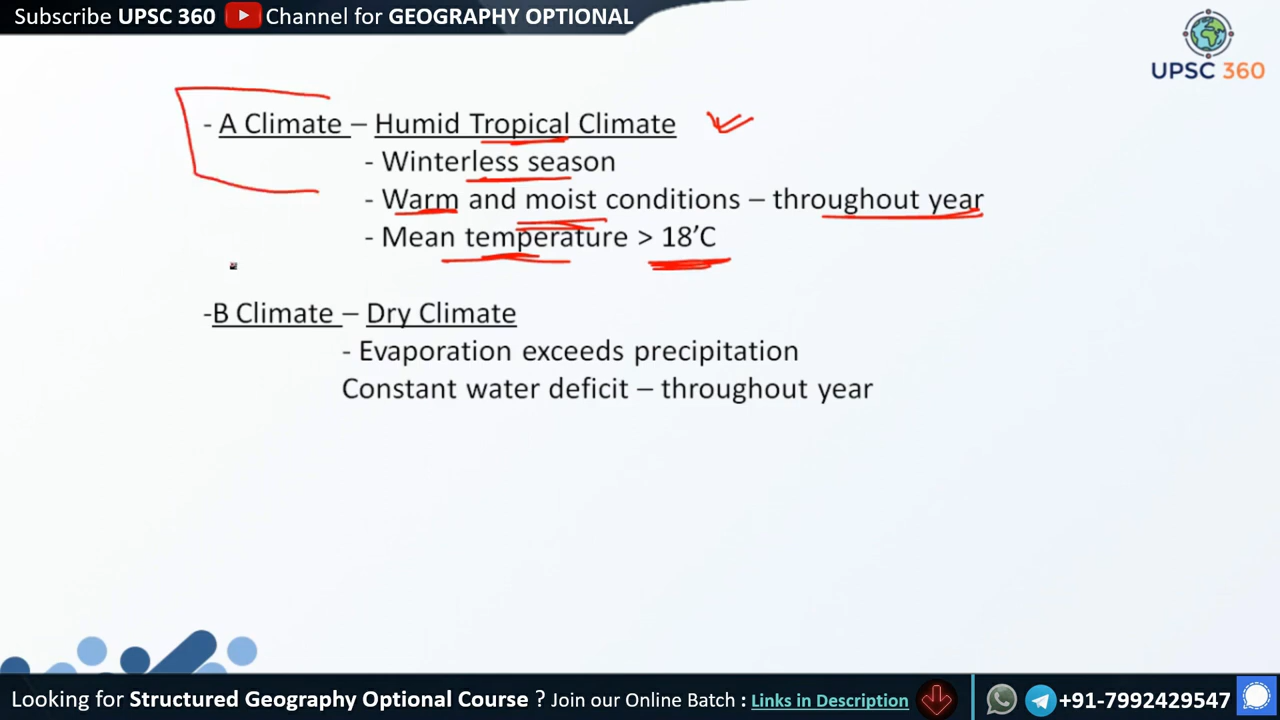 Subscribe UPSC 360 Channel for GEOGRAPHY OPTIONAL
UPSC 360
- A Climate – Humid Tropical Climate
- Winterless season
- Warm and moist conditions – throughout year
- Mean temperature > 18'C
-B Climate – Dry Climate
- Evaporation exceeds precipitation
Constant water deficit – throughout year
Looking for Structured Geography Optional Course ? Join our Online Batch : Links in Description
+91-7992429547